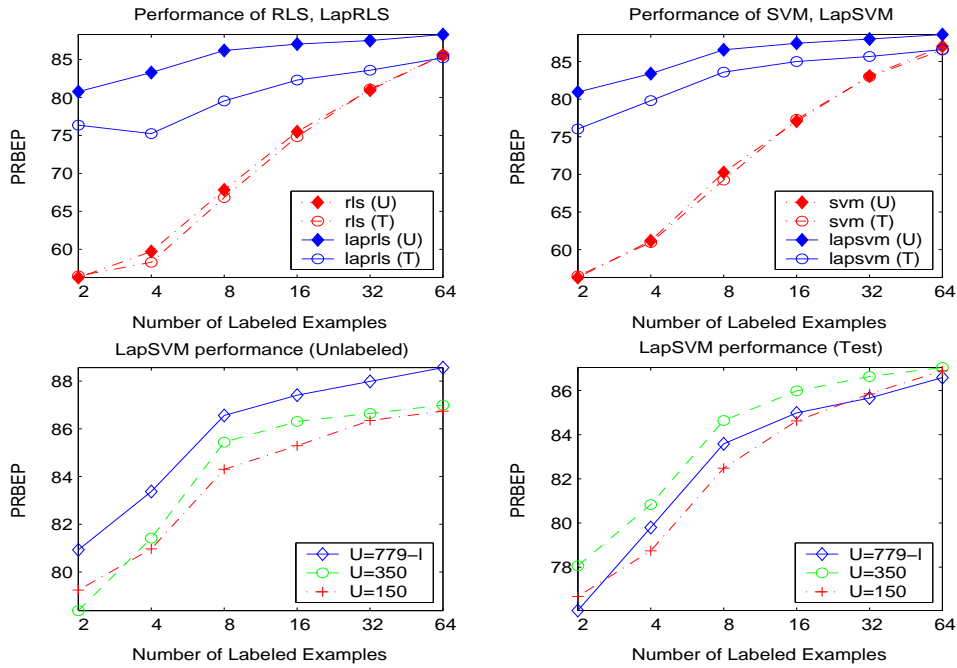 Performance of RLS, LapRLS
PRBEP
85
80
75
70
65
60
2 4 8 16 32 64
Number of Labeled Examples
rls (U)
rls (T)
laprls (U)
laprls (T)
Performance of SVM, LapSVM
PRBEP
85
80
75
70
65
60
2 4 8 16 32 64
Number of Labeled Examples
svm (U)
svm (T)
lapsvm (U)
lapsvm (T)
LapSVM performance (Unlabeled)
PRBEP
88
86
84
82
80
2 4 8 16 32 64
Number of Labeled Examples
U=779−l
U=350
U=150
LapSVM performance (Test)
PRBEP
86
84
82
80
78
2 4 8 16 32 64
Number of Labeled Examples
U=779−l
U=350
U=150